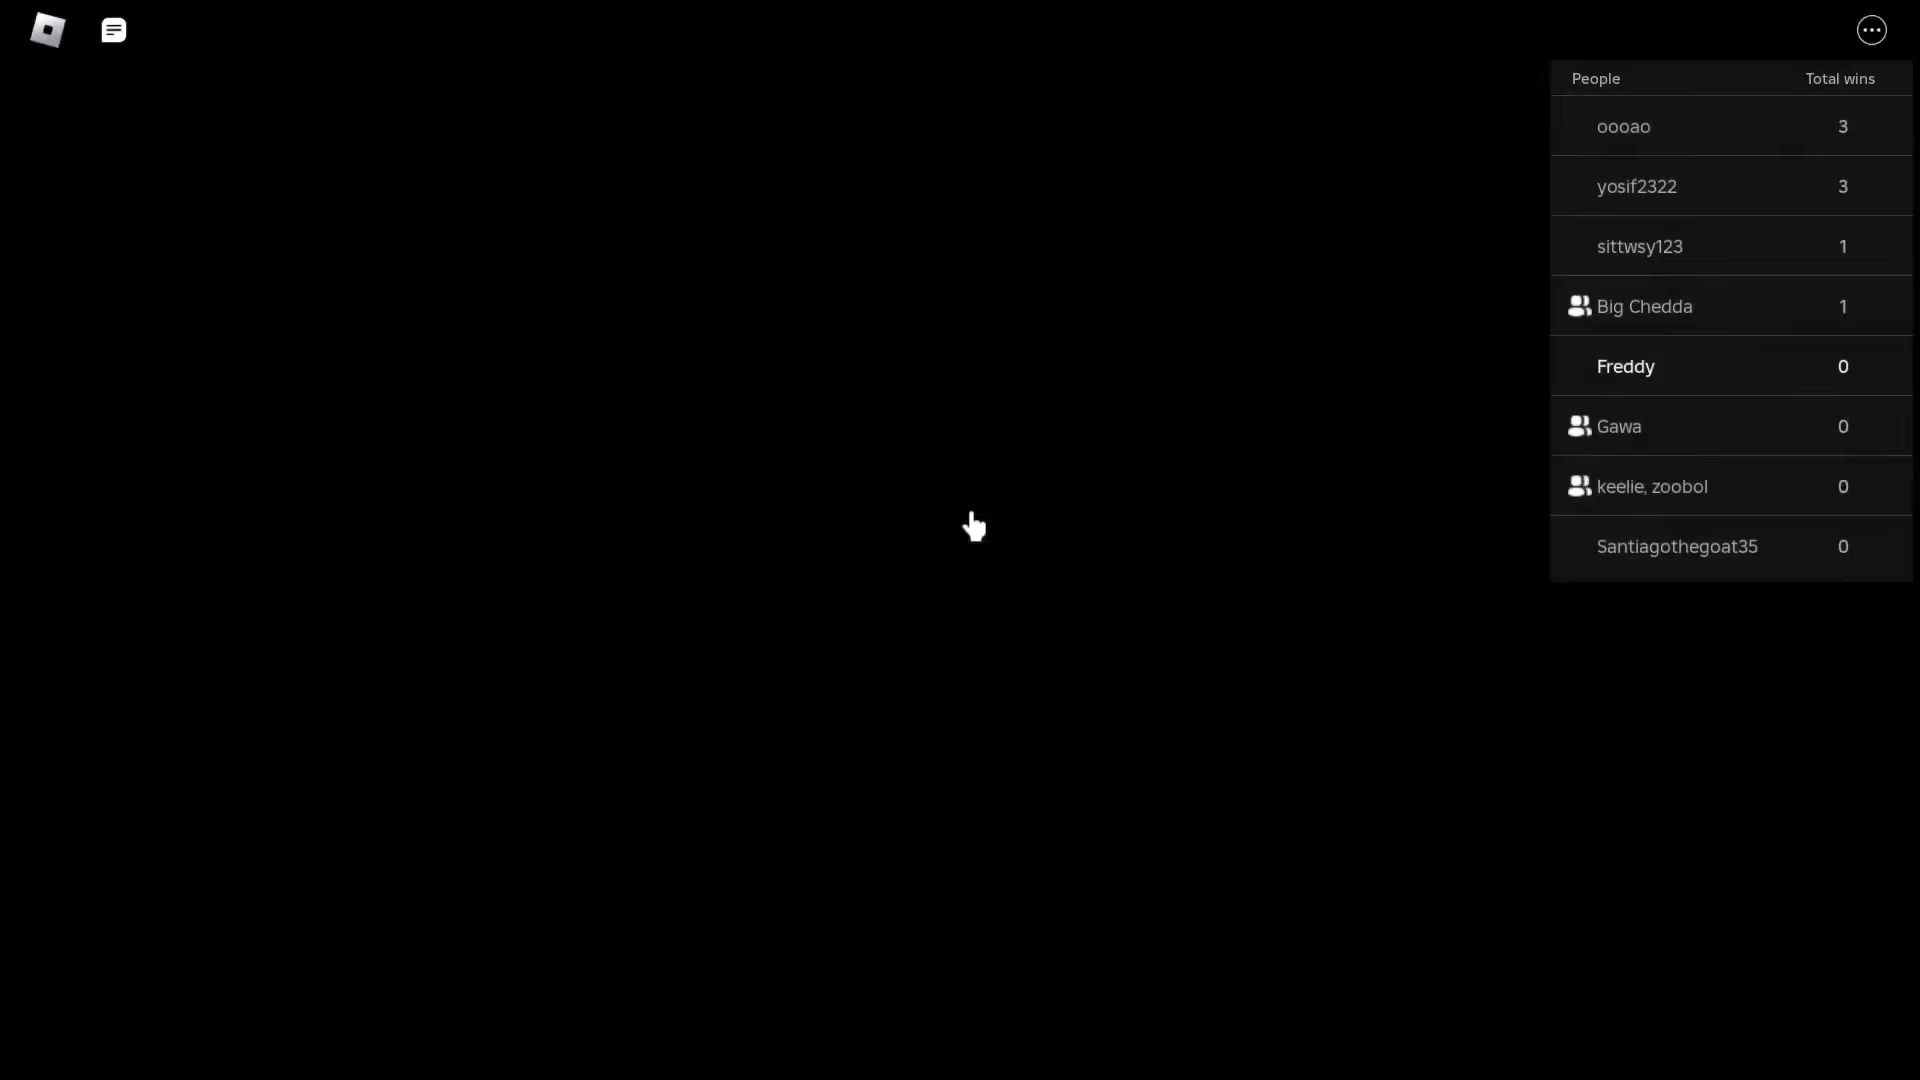 People Total wins
oooao 3
yosif2322 3
sittwsy123 1
Big Chedda 1
Freddy 0
Gawa 0
keelie, zoobol 0
Santiagothegoat35 0